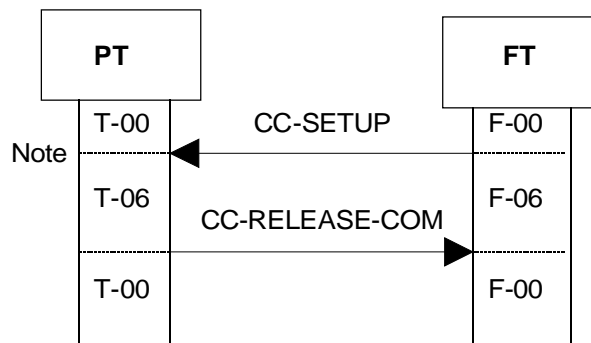 PT FT
T-00 CC-SETUP F-00
Note
T-06 F-06
CC-RELEASE-COM
T-00 F-00